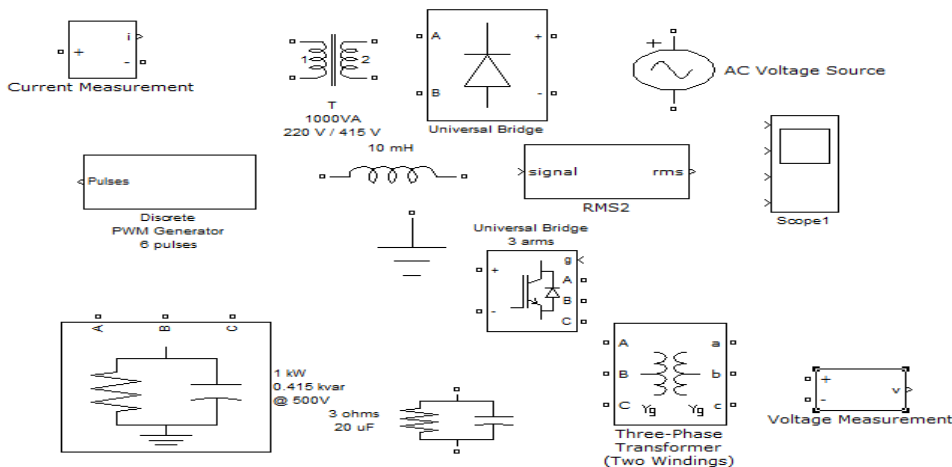 +
i
-
Current Measurement
1
2
T
1000VA
220 V / 415 V
A
+
B
-
Universal Bridge
+
AC Voltage Source
Pulses
Discrete
PWM Generator
6 pulses
10 mH
signal
rms
RMS2
Scope1
Universal Bridge
3 arms
+
g
A
-
B
C
A
B
C
1 kW
0.415 kvar
@ 500V
3 ohms
20 uF
A
a
B
b
C
Yg
Yg
c
Three-Phase
Transformer
(Two Windings)
+
v
-
Voltage Measurement